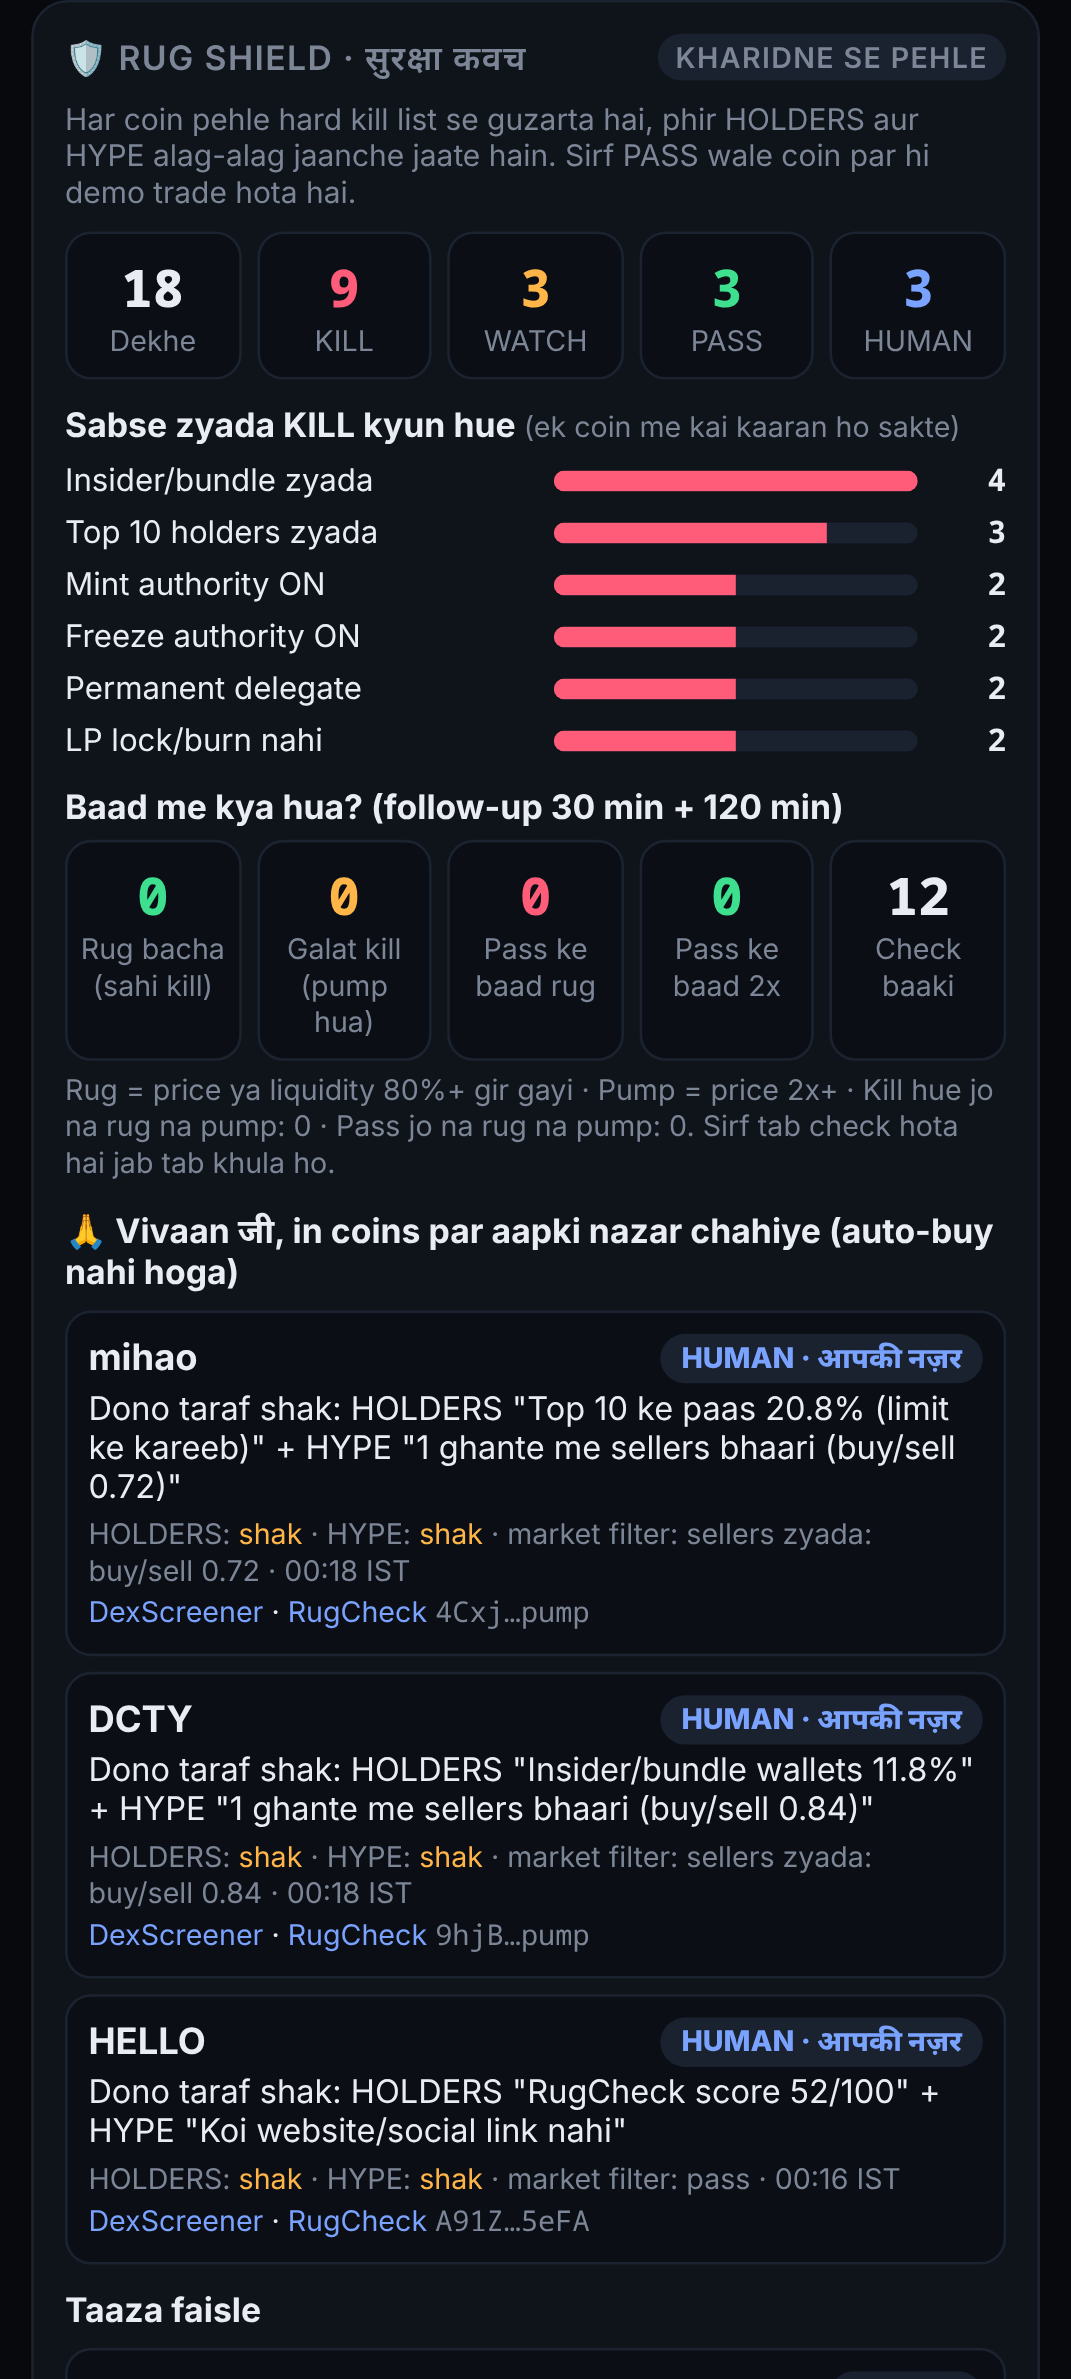 🛡️ RUG SHIELD · सुरक्षा कवच
KHARIDNE SE PEHLE
Har coin pehle hard kill list se guzarta hai, phir HOLDERS aur
HYPE alag-alag jaanche jaate hain. Sirf PASS wale coin par hi
demo trade hota hai.
18
Dekhe
9
KILL
3
WATCH
3
PASS
3
HUMAN
Sabse zyada KILL kyun hue (ek coin me kai kaaran ho sakte)
Insider/bundle zyada 4
Top 10 holders zyada 3
Mint authority ON 2
Freeze authority ON 2
Permanent delegate 2
LP lock/burn nahi 2
Baad me kya hua? (follow-up 30 min + 120 min)
0
Rug bacha
(sahi kill)
0
Galat kill
(pump
hua)
0
Pass ke
baad rug
0
Pass ke
baad 2x
12
Check
baaki
Rug = price ya liquidity 80%+ gir gayi · Pump = price 2x+ · Kill hue jo
na rug na pump: 0 · Pass jo na rug na pump: 0. Sirf tab check hota
hai jab tab khula ho.
🙏 Vivaan जी, in coins par aapki nazar chahiye (auto-buy
nahi hoga)
mihao
HUMAN · आपकी नज़र
Dono taraf shak: HOLDERS "Top 10 ke paas 20.8% (limit
ke kareeb)" + HYPE "1 ghante me sellers bhaari (buy/sell
0.72)"
HOLDERS: shak · HYPE: shak · market filter: sellers zyada:
buy/sell 0.72 · 00:18 IST
DexScreener · RugCheck 4Cxj…pump
DCTY
HUMAN · आपकी नज़र
Dono taraf shak: HOLDERS "Insider/bundle wallets 11.8%"
+ HYPE "1 ghante me sellers bhaari (buy/sell 0.84)"
HOLDERS: shak · HYPE: shak · market filter: sellers zyada:
buy/sell 0.84 · 00:18 IST
DexScreener · RugCheck 9hjB…pump
HELLO
HUMAN · आपकी नज़र
Dono taraf shak: HOLDERS "RugCheck score 52/100" +
HYPE "Koi website/social link nahi"
HOLDERS: shak · HYPE: shak · market filter: pass · 00:16 IST
DexScreener · RugCheck A91Z…5eFA
Taaza faisle